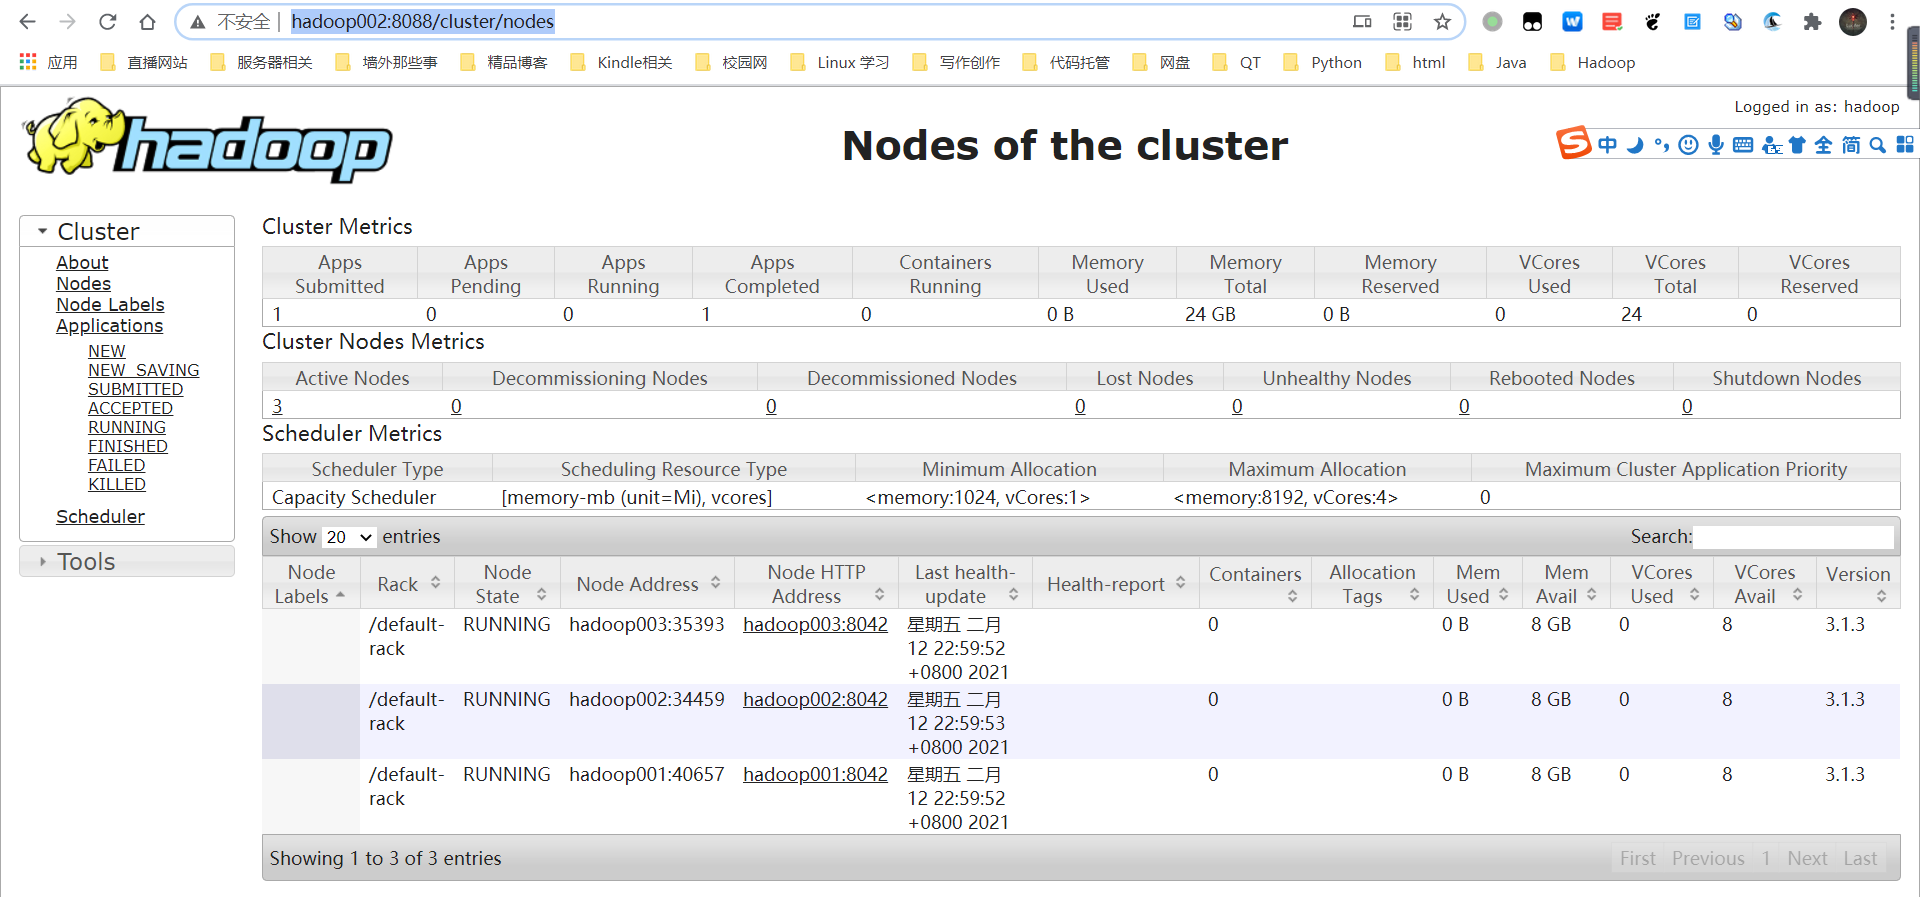 不安全 | hadoop002:8088/cluster/nodes
应用 直播网站 服务器相关 墙外那些事 精品博客 Kindle相关 校园网 Linux 学习 写作创作 代码托管 网盘 QT Python html Java Hadoop
Logged in as: hadoop
hadoop
Nodes of the cluster
中 全 简
Cluster
About
Nodes
Node Labels
Applications
NEW
NEW_SAVING
SUBMITTED
ACCEPTED
RUNNING
FINISHED
FAILED
KILLED
Scheduler
Tools
Cluster Metrics
Apps Submitted Apps Pending Apps Running Apps Completed Containers Running Memory Used Memory Total Memory Reserved VCores Used VCores Total VCores Reserved
1 0 0 1 0 0 B 24 GB 0 B 0 24 0
Cluster Nodes Metrics
Active Nodes Decommissioning Nodes Decommissioned Nodes Lost Nodes Unhealthy Nodes Rebooted Nodes Shutdown Nodes
3 0 0 0 0 0 0
Scheduler Metrics
Scheduler Type Scheduling Resource Type Minimum Allocation Maximum Allocation Maximum Cluster Application Priority
Capacity Scheduler [memory-mb (unit=Mi), vcores] <memory:1024, vCores:1> <memory:8192, vCores:4> 0
Show 20 entries Search:
Node Labels Rack Node State Node Address Node HTTP Address Last health-update Health-report Containers Allocation Tags Mem Used Mem Avail VCores Used VCores Avail Version
/default-rack RUNNING hadoop003:35393 hadoop003:8042 星期五 二月 12 22:59:52 +0800 2021 0 0 B 8 GB 0 8 3.1.3
/default-rack RUNNING hadoop002:34459 hadoop002:8042 星期五 二月 12 22:59:53 +0800 2021 0 0 B 8 GB 0 8 3.1.3
/default-rack RUNNING hadoop001:40657 hadoop001:8042 星期五 二月 12 22:59:52 +0800 2021 0 0 B 8 GB 0 8 3.1.3
Showing 1 to 3 of 3 entries First Previous 1 Next Last